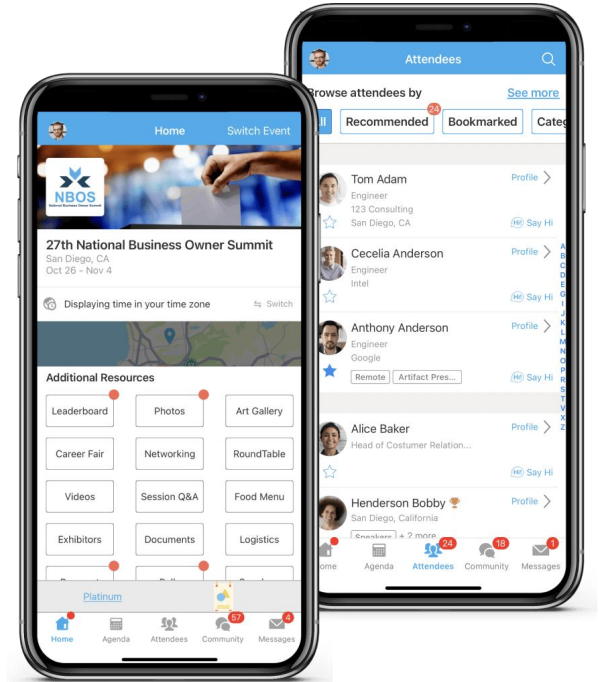 Home
Switch Event
NBOS
National Business Owner Summit
27th National Business Owner Summit
San Diego, CA
Oct 26 - Nov 4
Displaying time in your time zone
Switch
Additional Resources
Leaderboard
Photos
Art Gallery
Career Fair
Networking
RoundTable
Videos
Session Q&A
Food Menu
Exhibitors
Documents
Logistics
Platinum
57
4
Home
Agenda
Attendees
Community
Messages
Attendees
Browse attendees by
See more
24
All
Recommended
Bookmarked
Tom Adam
Profile
Engineer
123 Consulting
San Diego, CA
Hi! Say Hi
Cecelia Anderson
Profile
Engineer
Intel
Hi! Say Hi
Anthony Anderson
Profile
Engineer
Google
Remote
Artifact Pres...
Hi! Say Hi
Alice Baker
Profile
Head of Costumer Relation...
Hi! Say Hi
Henderson Bobby
Profile
San Diego, California
Speakers + 2 more
A
B
C
D
E
G
I
J
K
L
M
N
O
P
R
S
T
V
X
Z
24
18
1
Agenda
Attendees
Community
Messages